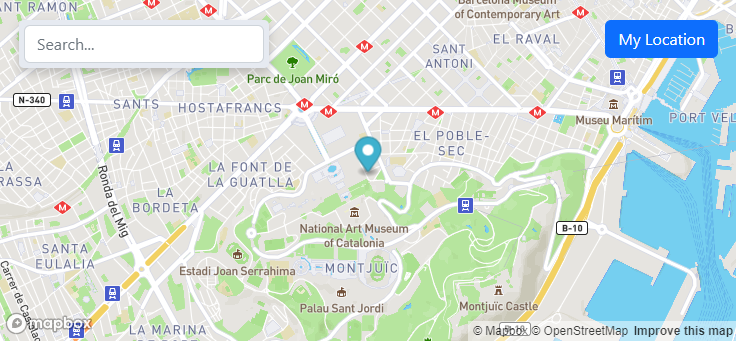 SANT RAMON
Barcelona Museum
of Contemporary Art
Search...
My Location
EL RAVAL
SANT
ANTONI
Parc de Joan Miró
N-340
SANTS
HOSTAFRANCS
Museu Marítim
PORT VEL
EL POBLE-
SEC
LA FONT DE
LA GUATLLA
LA
RASSA
Ronda del Mig
LA
BORDETA
National Art Museum
of Catalonia
B-10
SANTA
EULALIA
Estadi Joan Serrahima
MONTJUÏC
Carrer de
Palau Sant Jordi
Montjuïc Castle
mapbox
LA MARINA
© Mapbox © OpenStreetMap Improve this map